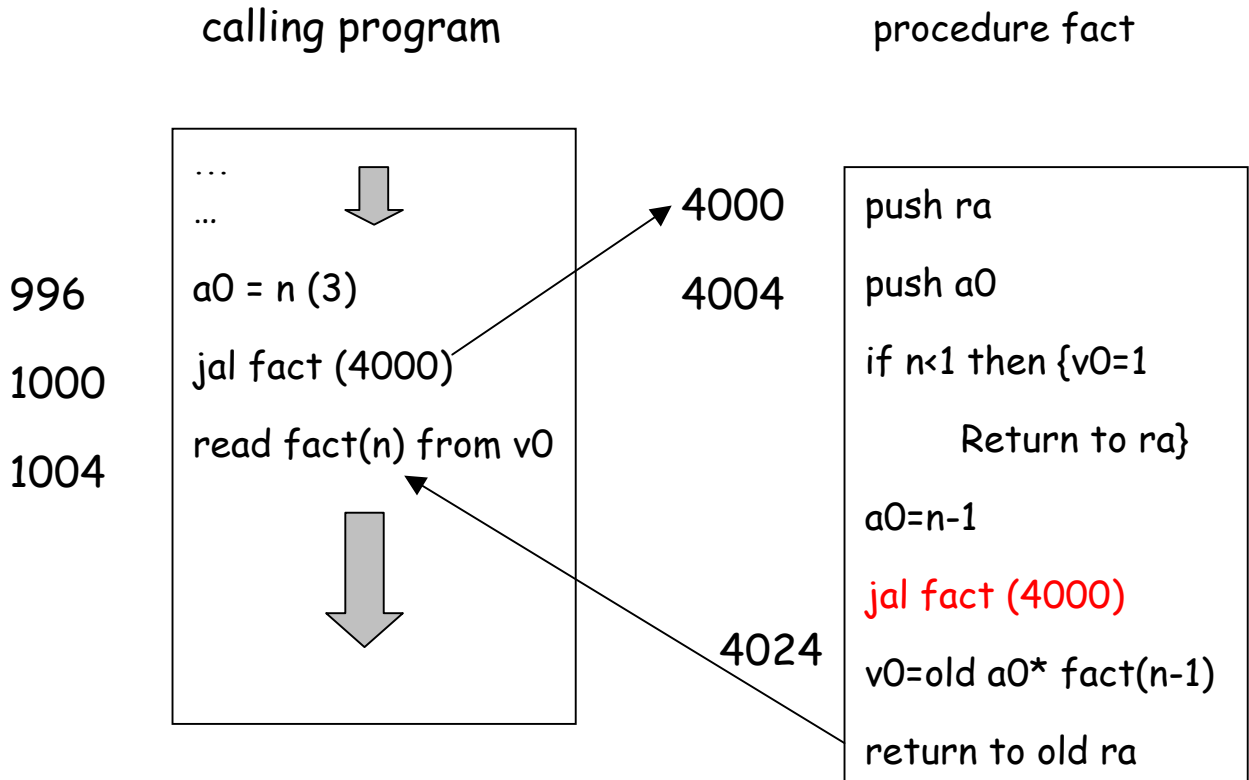 calling program
procedure fact
...
...
996
a0 = n (3)
1000
jal fact (4000)
1004
read fact(n) from v0
4000
push ra
4004
push a0
if n<1 then {v0=1
Return to ra}
a0=n-1
jal fact (4000)
4024
v0=old a0* fact(n-1)
return to old ra